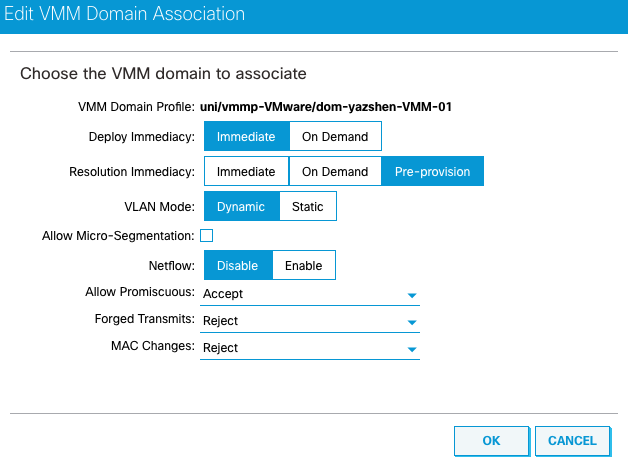 Edit VMM Domain Association
Choose the VMM domain to associate
VMM Domain Profile: uni/vmmp-VMware/dom-yazshen-VMM-01
Deploy Immediacy: Immediate On Demand
Resolution Immediacy: Immediate On Demand Pre-provision
VLAN Mode: Dynamic Static
Allow Micro-Segmentation:
Netflow: Disable Enable
Allow Promiscuous: Accept
Forged Transmits: Reject
MAC Changes: Reject
OK CANCEL